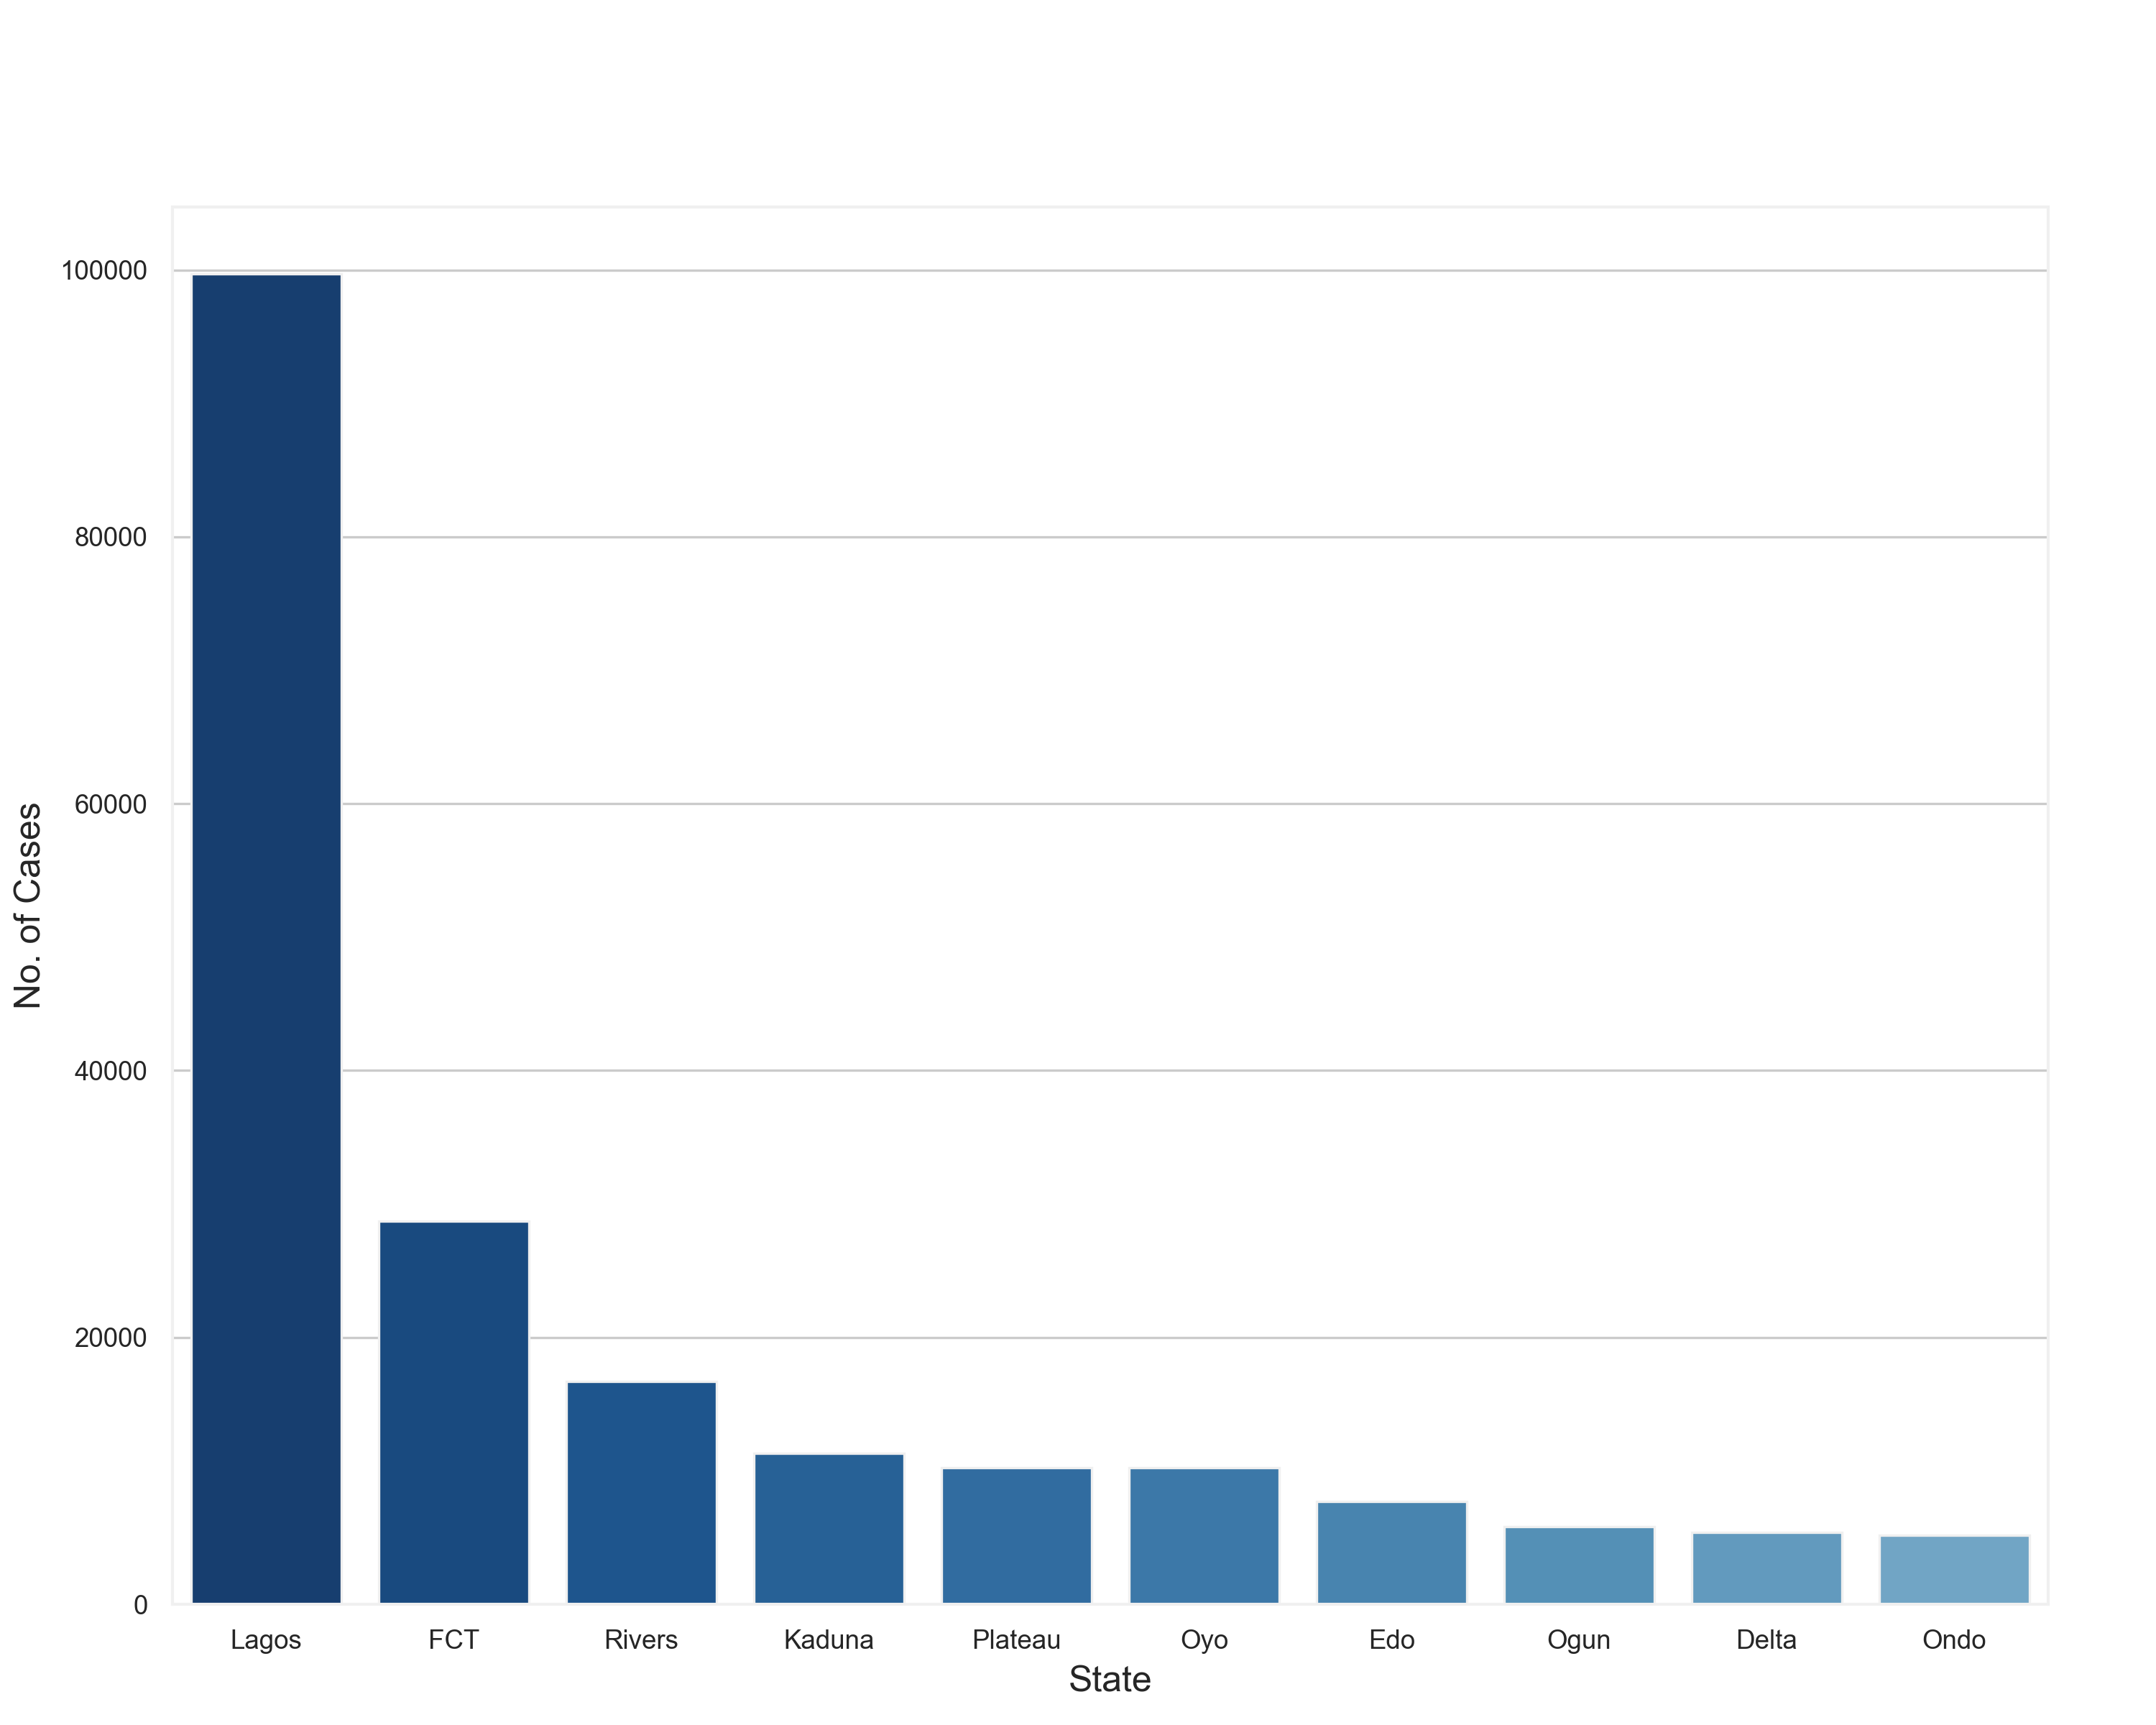 100000
80000
60000
40000
20000
0
No. of Cases
Lagos FCT Rivers Kaduna Plateau Oyo Edo Ogun Delta Ondo
State